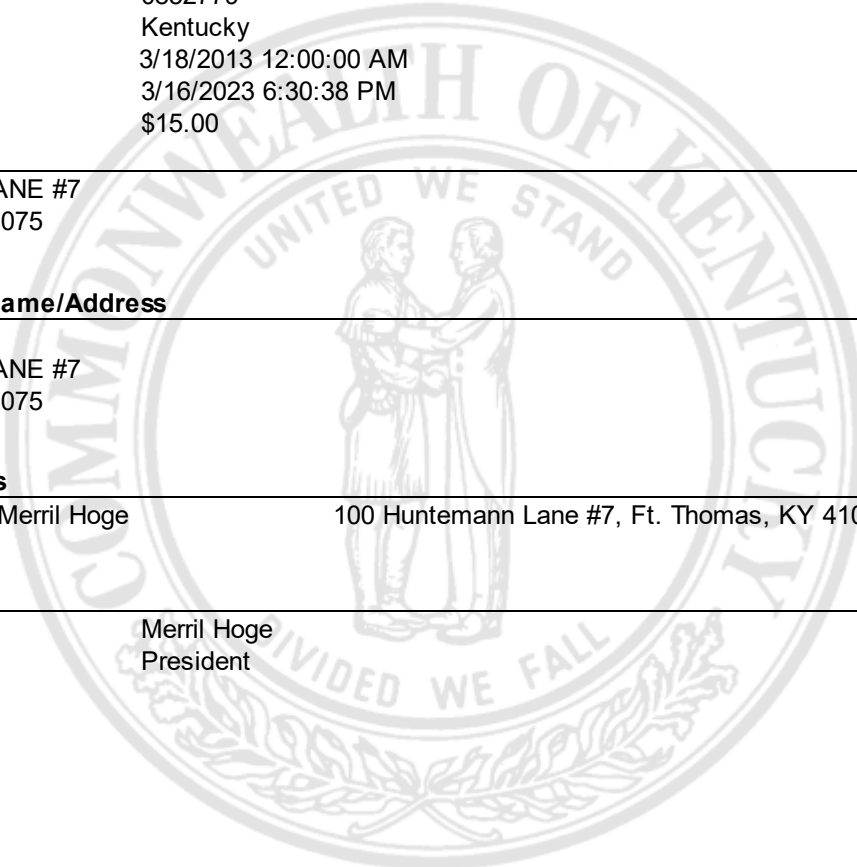 Kentucky
3/18/2013 12:00:00 AM
3/16/2023 6:30:38 PM
$15.00
ANE #7
075
ame/Address
ANE #7
075
s
Merril Hoge 100 Huntemann Lane #7, Ft. Thomas, KY 410
Merril Hoge
President
COMMONWEALTH OF KENTUCKY
UNITED WE STAND
DIVIDED WE FALL